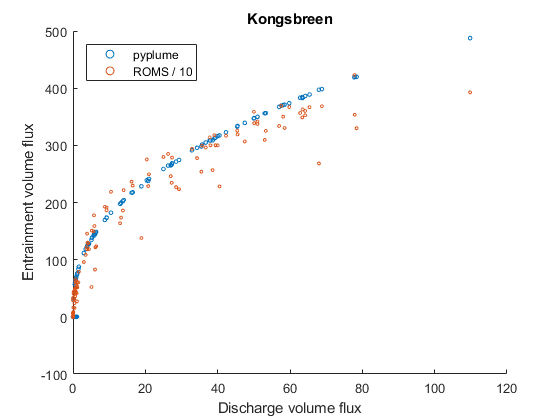 Kongsbreen
500
pyplume
ROMS / 10
400
300
Entrainment volume flux
200
100
0
-100
0 20 40 60 80 100 120
Discharge volume flux